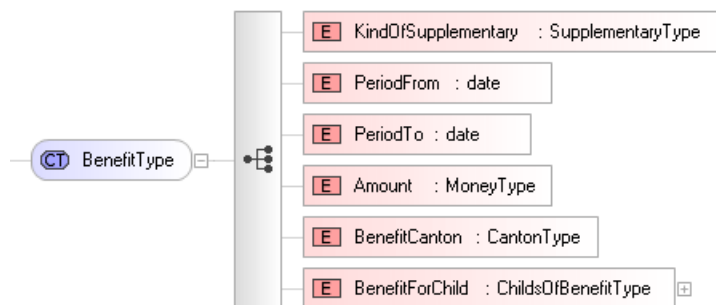 E KindOfSupplementary : SupplementaryType
E PeriodFrom : date
E PeriodTo : date
CT BenefitType
E Amount : MoneyType
E BenefitCanton : CantonType
E BenefitForChild : ChildsOfBenefitType